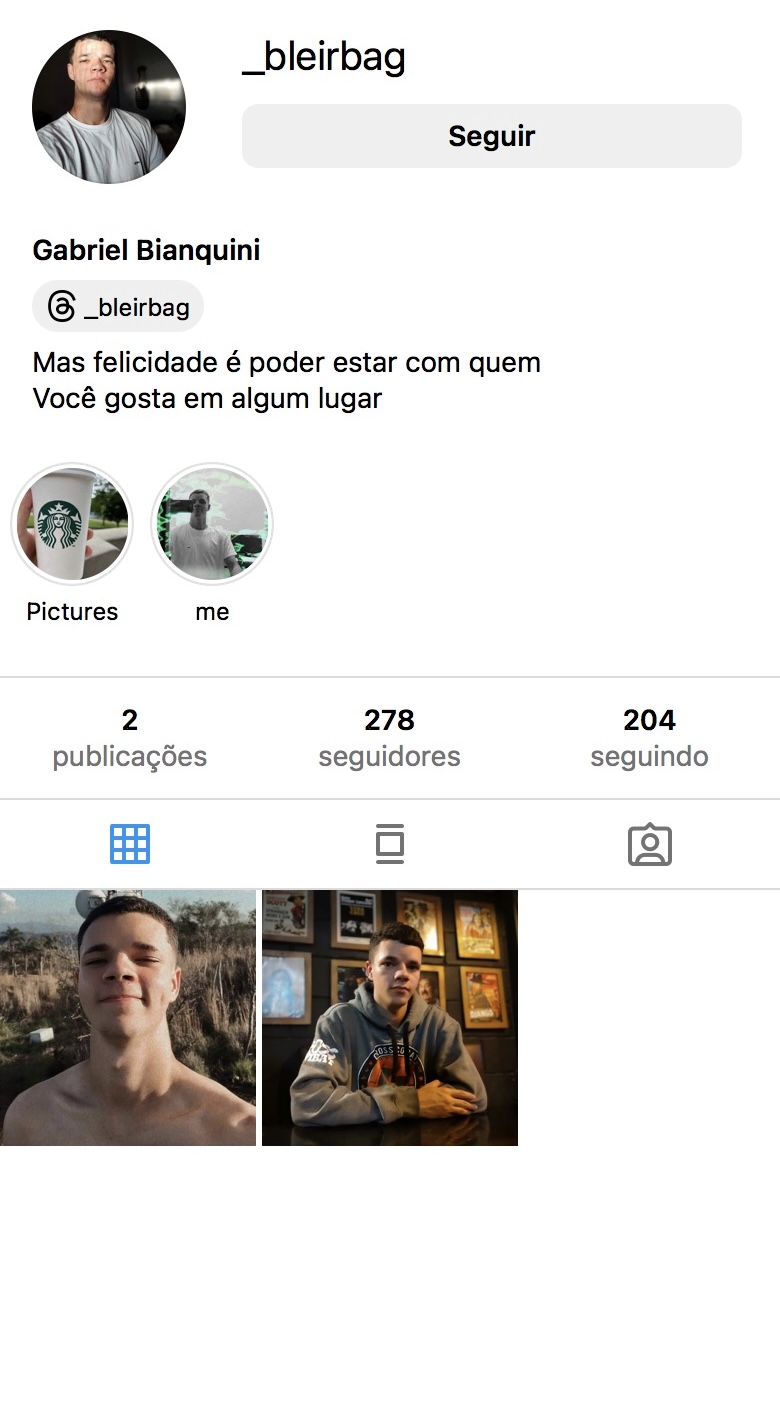 _bleirbag
Seguir
Gabriel Bianquini
_bleirbag
Mas felicidade é poder estar com quem
Você gosta em algum lugar
Pictures
me
2
publicações
278
seguidores
204
seguindo
DJANGO